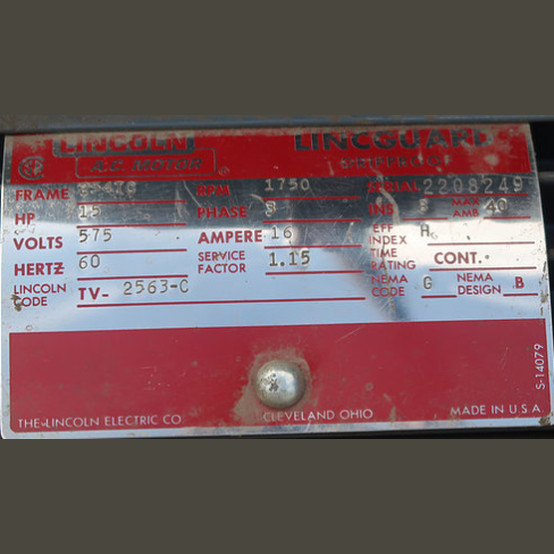 LINCOLN LINCGUARD
A.C. MOTOR DRIPPROOF
FRAME RPM 1750 SERIAL 2208249
HP 15 PHASE 3 INS B MAX AMB 40
VOLTS 575 AMPERE 16 EFF INDEX H
HERTZ 60 SERVICE FACTOR 1.15 TIME RATING CONT.
LINCOLN CODE TV- 2563-C NEMA CODE G NEMA DESIGN B
S-14079
THE LINCOLN ELECTRIC CO CLEVELAND OHIO MADE IN U.S.A.